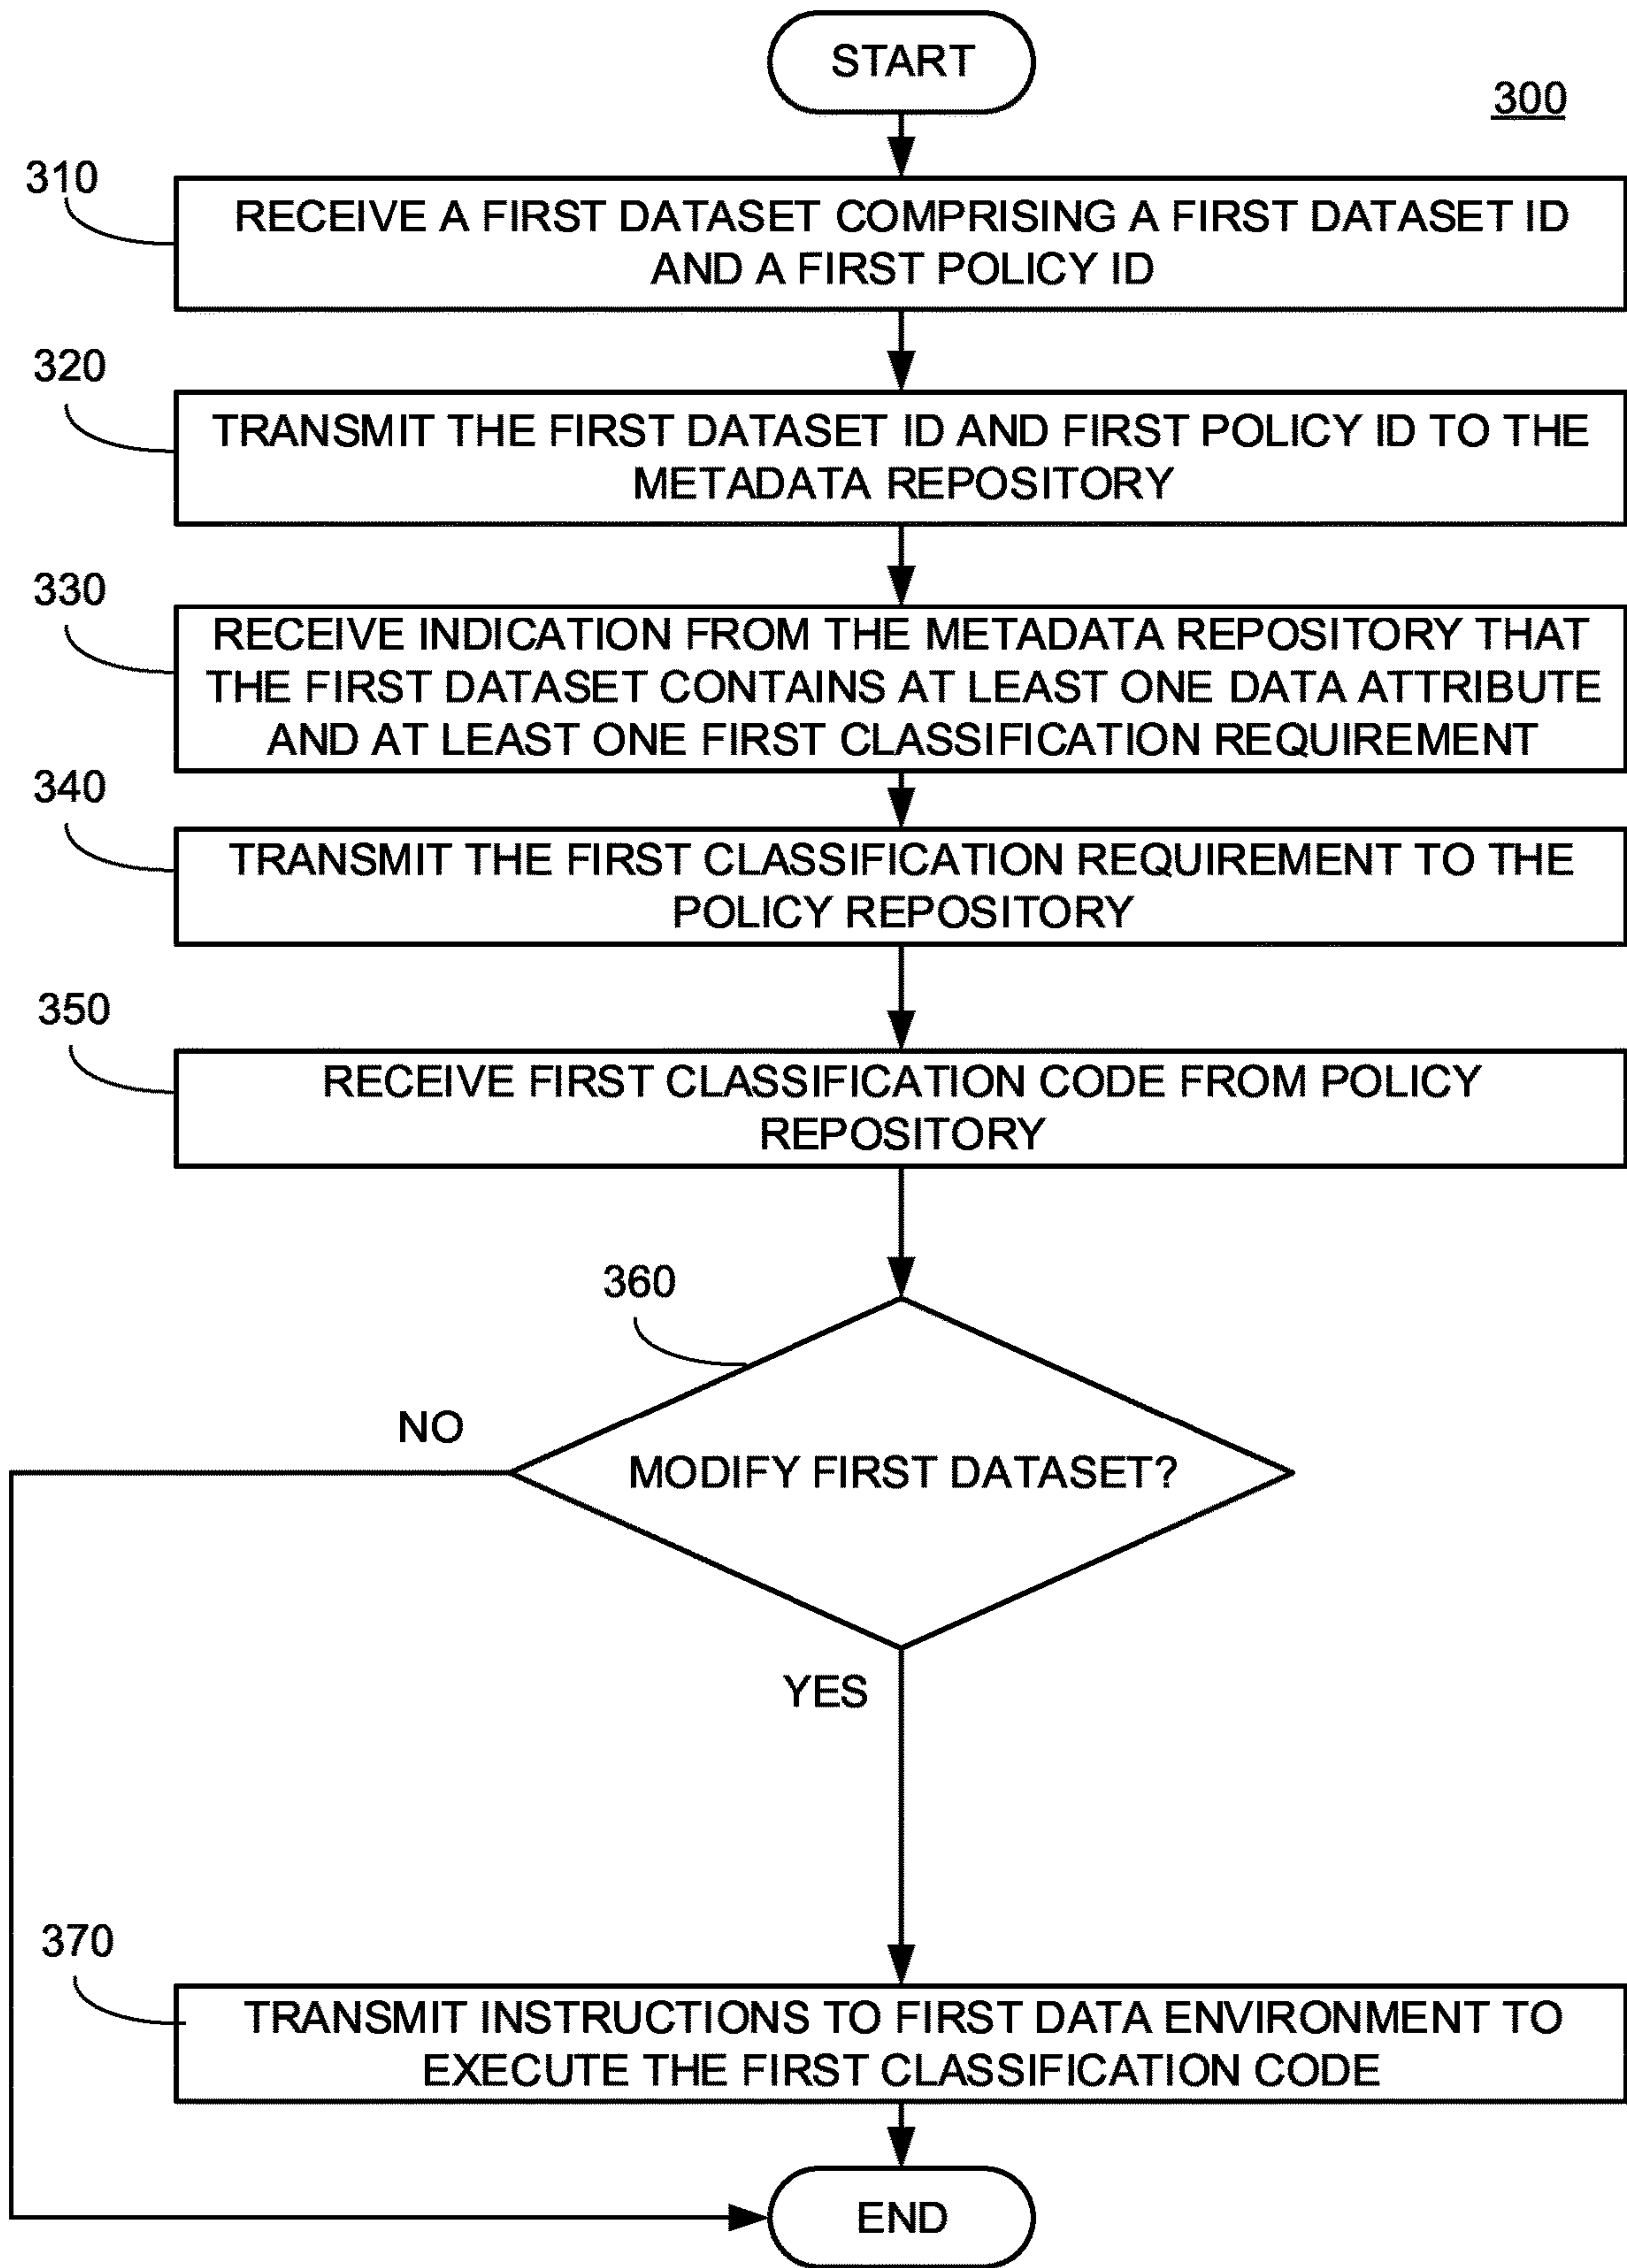 START
300
310
RECEIVE A FIRST DATASET COMPRISING A FIRST DATASET ID
AND A FIRST POLICY ID
320
TRANSMIT THE FIRST DATASET ID AND FIRST POLICY ID TO THE
METADATA REPOSITORY
330
RECEIVE INDICATION FROM THE METADATA REPOSITORY THAT
THE FIRST DATASET CONTAINS AT LEAST ONE DATA ATTRIBUTE
AND AT LEAST ONE FIRST CLASSIFICATION REQUIREMENT
340
TRANSMIT THE FIRST CLASSIFICATION REQUIREMENT TO THE
POLICY REPOSITORY
350
RECEIVE FIRST CLASSIFICATION CODE FROM POLICY
REPOSITORY
360
NO
MODIFY FIRST DATASET?
YES
370
TRANSMIT INSTRUCTIONS TO FIRST DATA ENVIRONMENT TO
EXECUTE THE FIRST CLASSIFICATION CODE
END